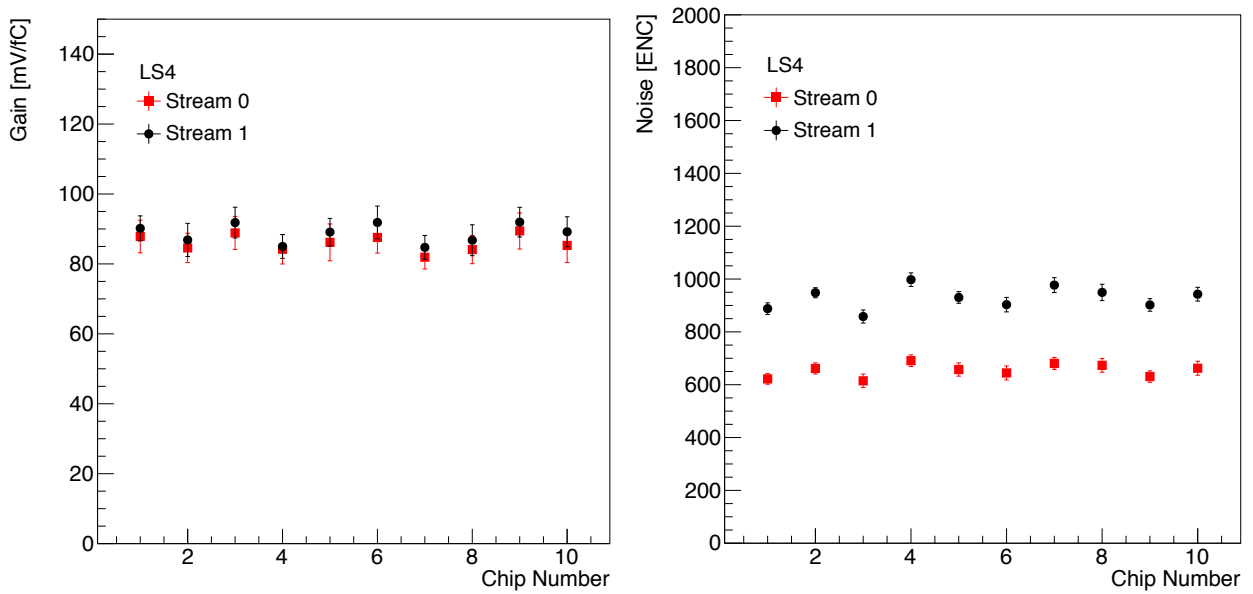 Gain [mV/fC]
140
120
100
80
60
40
20
0
LS4
Stream 0
Stream 1
2
4
6
8
10
Chip Number
Noise [ENC]
2000
1800
1600
1400
1200
1000
800
600
400
200
0
LS4
Stream 0
Stream 1
2
4
6
8
10
Chip Number